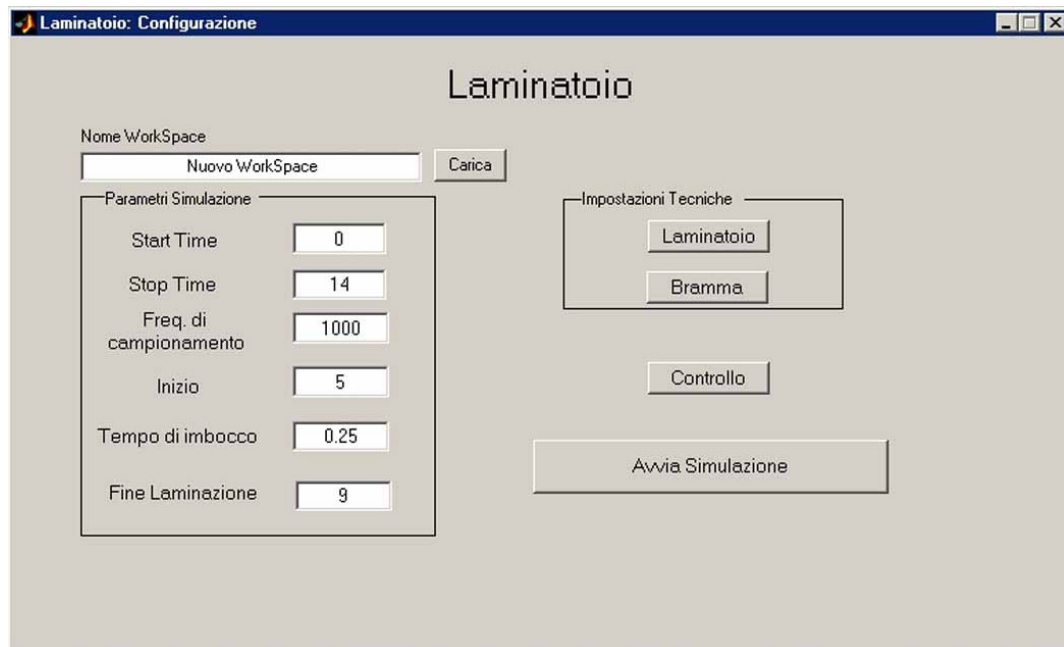 Laminatoio: Configurazione
Laminatoio
Nome WorkSpace
Nuovo WorkSpace
Carica
Parametri Simulazione
Start Time
0
Stop Time
14
Freq. di
campionamento
1000
Inizio
5
Tempo di imbocco
0.25
Fine Laminazione
9
Impostazioni Tecniche
Laminatoio
Bramma
Controllo
Avvia Simulazione